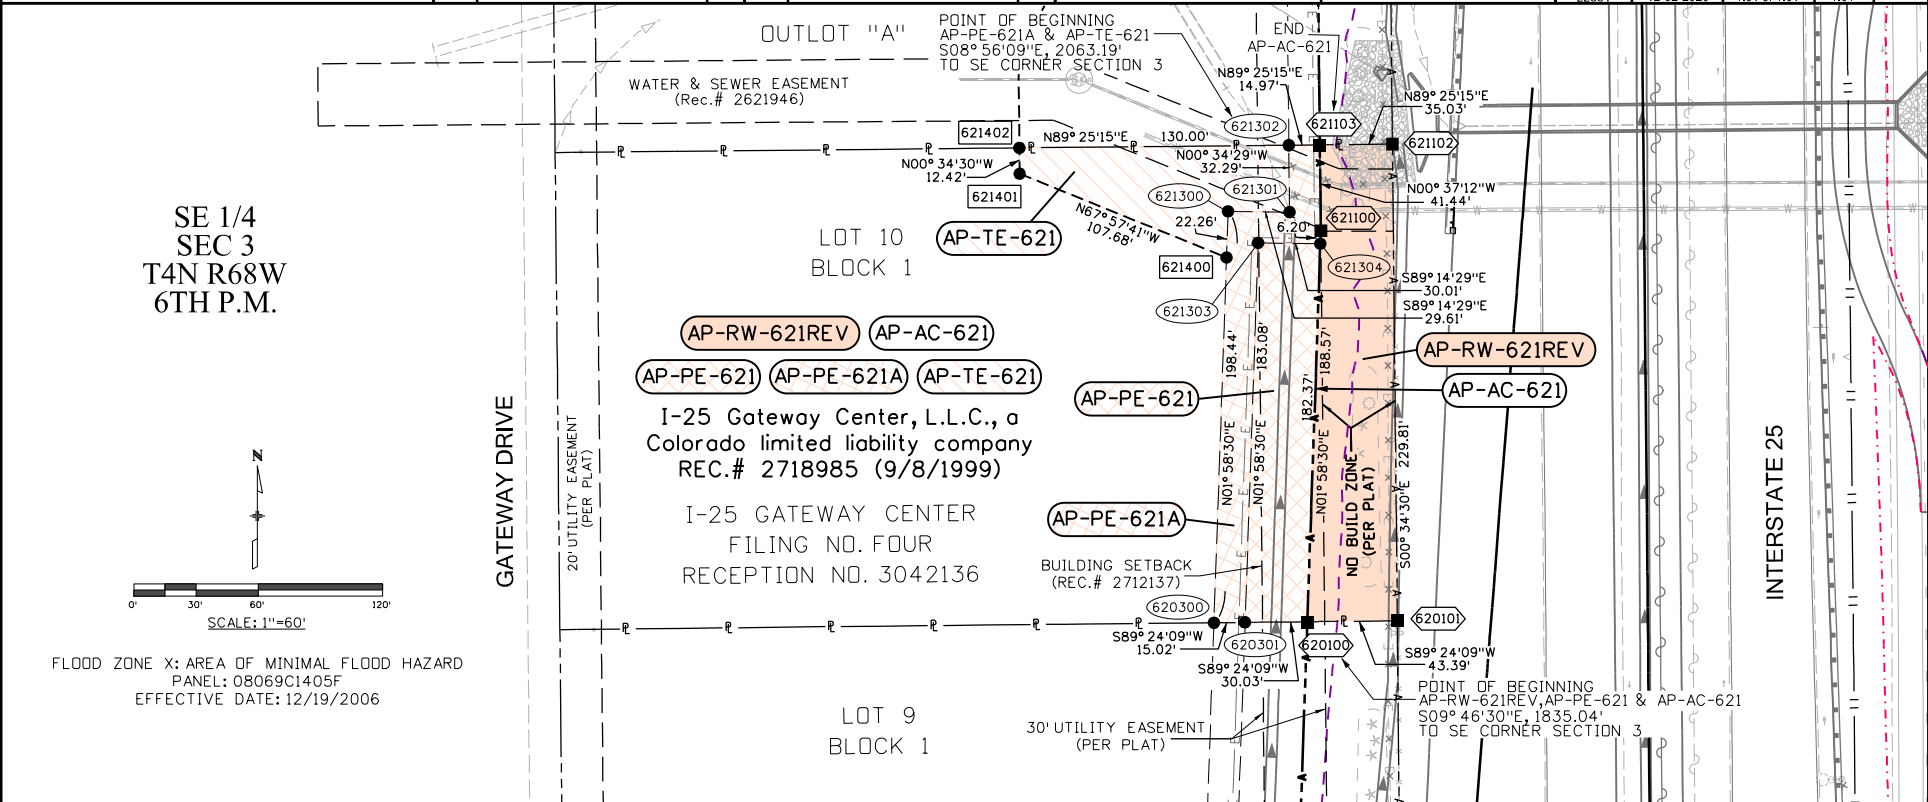 OUTLOT "A"
POINT OF BEGINNING
AP-PE-621A & AP-TE-621
S08°56'09"E, 2063.19'
TO SE CORNER SECTION 3
END
AP-AC-621
WATER & SEWER EASEMENT
(Rec.# 2621946)
N89°25'15"E
14.97'
N89°25'15"E
35.03'
621402
N89°25'15"E
130.00'
621302
621103
621102
N00°34'30"W
12.42'
N00°34'29"W
32.29'
621401
621300
621301
N00°37'12"W
41.44'
621100
SE 1/4
SEC 3
T4N R68W
6TH P.M.
LOT 10
BLOCK 1
AP-TE-621
N67°57'41"W
107.68'
22.26'
6.20'
621400
621304
S89°14'29"E
30.01'
S89°14'29"E
29.61'
621303
AP-RW-621REV
AP-AC-621
AP-PE-621
AP-PE-621A
AP-TE-621
198.44'
183.08'
188.57'
182.37'
AP-RW-621REV
AP-AC-621
AP-PE-621
I-25 Gateway Center, L.L.C., a
Colorado limited liability company
REC.# 2718985 (9/8/1999)
GATEWAY DRIVE
20' UTILITY EASEMENT
(PER PLAT)
N01°58'30"E
N01°58'30"E
N01°58'30"E
NO BUILD ZONE
(PER PLAT)
S00°34'30"E 229.81'
INTERSTATE 25
N
I-25 GATEWAY CENTER
FILING NO. FOUR
RECEPTION NO. 3042136
AP-PE-621A
BUILDING SETBACK
(REC.# 2712137)
0' 30' 60' 120'
SCALE: 1"=60'
620300
S89°24'09"W
15.02'
620301
620100
620101
S89°24'09"W
30.03'
S89°24'09"W
43.39'
FLOOD ZONE X: AREA OF MINIMAL FLOOD HAZARD
PANEL: 08069C1405F
EFFECTIVE DATE: 12/19/2006
POINT OF BEGINNING
AP-RW-621REV, AP-PE-621 & AP-AC-621
S09°46'30"E, 1835.04'
TO SE CORNER SECTION 3
LOT 9
BLOCK 1
30' UTILITY EASEMENT
(PER PLAT)